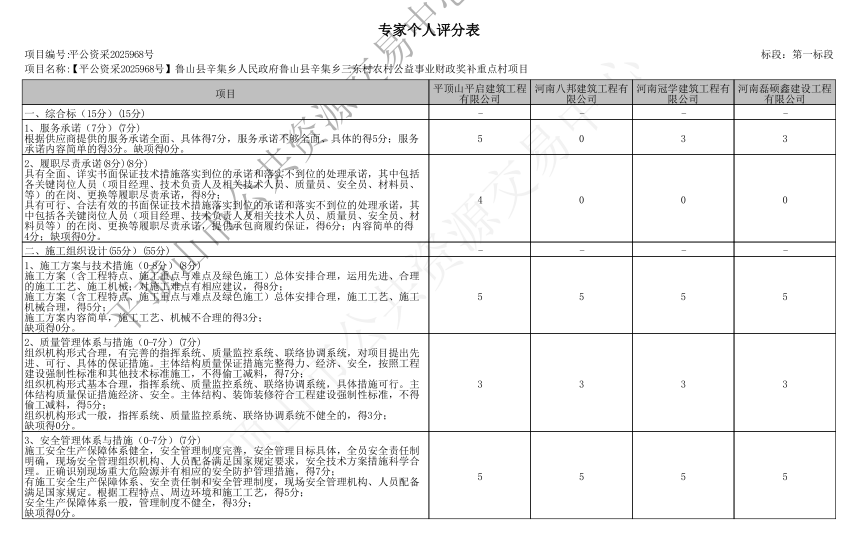 专家个人评分表
项目编号:平公资采2025968号
标段: 第一标段
项目名称:【平公资采2025968号】鲁山县辛集乡人民政府鲁山县辛集乡三东村农村公益事业财政奖补重点村项目
项目
平顶山平启建筑工程有限公司
河南八邦建筑工程有限公司
河南冠学建筑工程有限公司
河南磊硕鑫建设工程有限公司
一、综合标（15分）(15分)
- - - -
1、服务承诺（7分）(7分)
根据供应商提供的服务承诺全面、具体得7分, 服务承诺不够全面、具体的得5分; 服务
承诺内容简单的得3分。缺项得0分。
5 0 3 3
2、履职尽责承诺(8分)(8分)
具有全面、详实书面保证技术措施落实到位的承诺和落实不到位的处理承诺, 其中包括
各关键岗位人员（项目经理、技术负责人及相关技术人员、质量员、安全员、材料员、
等）的在岗、更换等履职尽责承诺, 得8分;
具有可行、合法有效的书面保证技术措施落实到位的承诺和落实不到位的处理承诺, 其
中包括各关键岗位人员（项目经理、技术负责人及相关技术人员、质量员、安全员、材
料员等）的在岗、更换等履职尽责承诺, 提供承包商履约保证, 得6分; 内容简单的得
4分; 缺项得0分。
4 0 0 0
二、施工组织设计(55分）(55分)
- - - -
1、施工方案与技术措施（0-8分）(8分)
施工方案（含工程特点、施工重点与难点及绿色施工）总体安排合理, 运用先进、合理
的施工工艺、施工机械; 对施工难点有相应建议, 得8分;
施工方案（含工程特点、施工重点与难点及绿色施工）总体安排合理, 施工工艺、施工
机械合理, 得5分;
施工方案内容简单, 施工工艺、机械不合理的得3分;
缺项得0分。
5 5 5 5
2、质量管理体系与措施（0-7分）(7分)
组织机构形式合理, 有完善的指挥系统、质量监控系统、联络协调系统, 对项目提出先
进、可行、具体的保证措施。主体结构质量保证措施完整得力、经济、安全, 按照工程
建设强制性标准和其他技术标准施工, 不得偷工减料, 得7分;
组织机构形式基本合理, 指挥系统、质量监控系统、联络协调系统, 具体措施可行。主
体结构质量保证措施经济、安全。主体结构、装饰装修符合工程建设强制性标准, 不得
偷工减料, 得5分;
组织机构形式一般, 指挥系统、质量监控系统、联络协调系统不健全的, 得3分;
缺项得0分。
3 3 3 3
3、安全管理体系与措施（0-7分）(7分)
施工安全生产保障体系健全, 安全管理制度完善, 安全管理目标具体, 全员安全责任制
明确, 现场安全管理组织机构、人员配备满足国家规定要求, 安全技术方案措施科学合
理。正确识别现场重大危险源并有相应的安全防护管理措施, 得7分;
有施工安全生产保障体系、安全责任制和安全管理制度, 现场安全管理机构、人员配备
满足国家规定。根据工程特点、周边环境和施工工艺, 得5分;
安全生产保障体系一般, 管理制度不健全, 得3分;
缺项得0分。
5 5 5 5